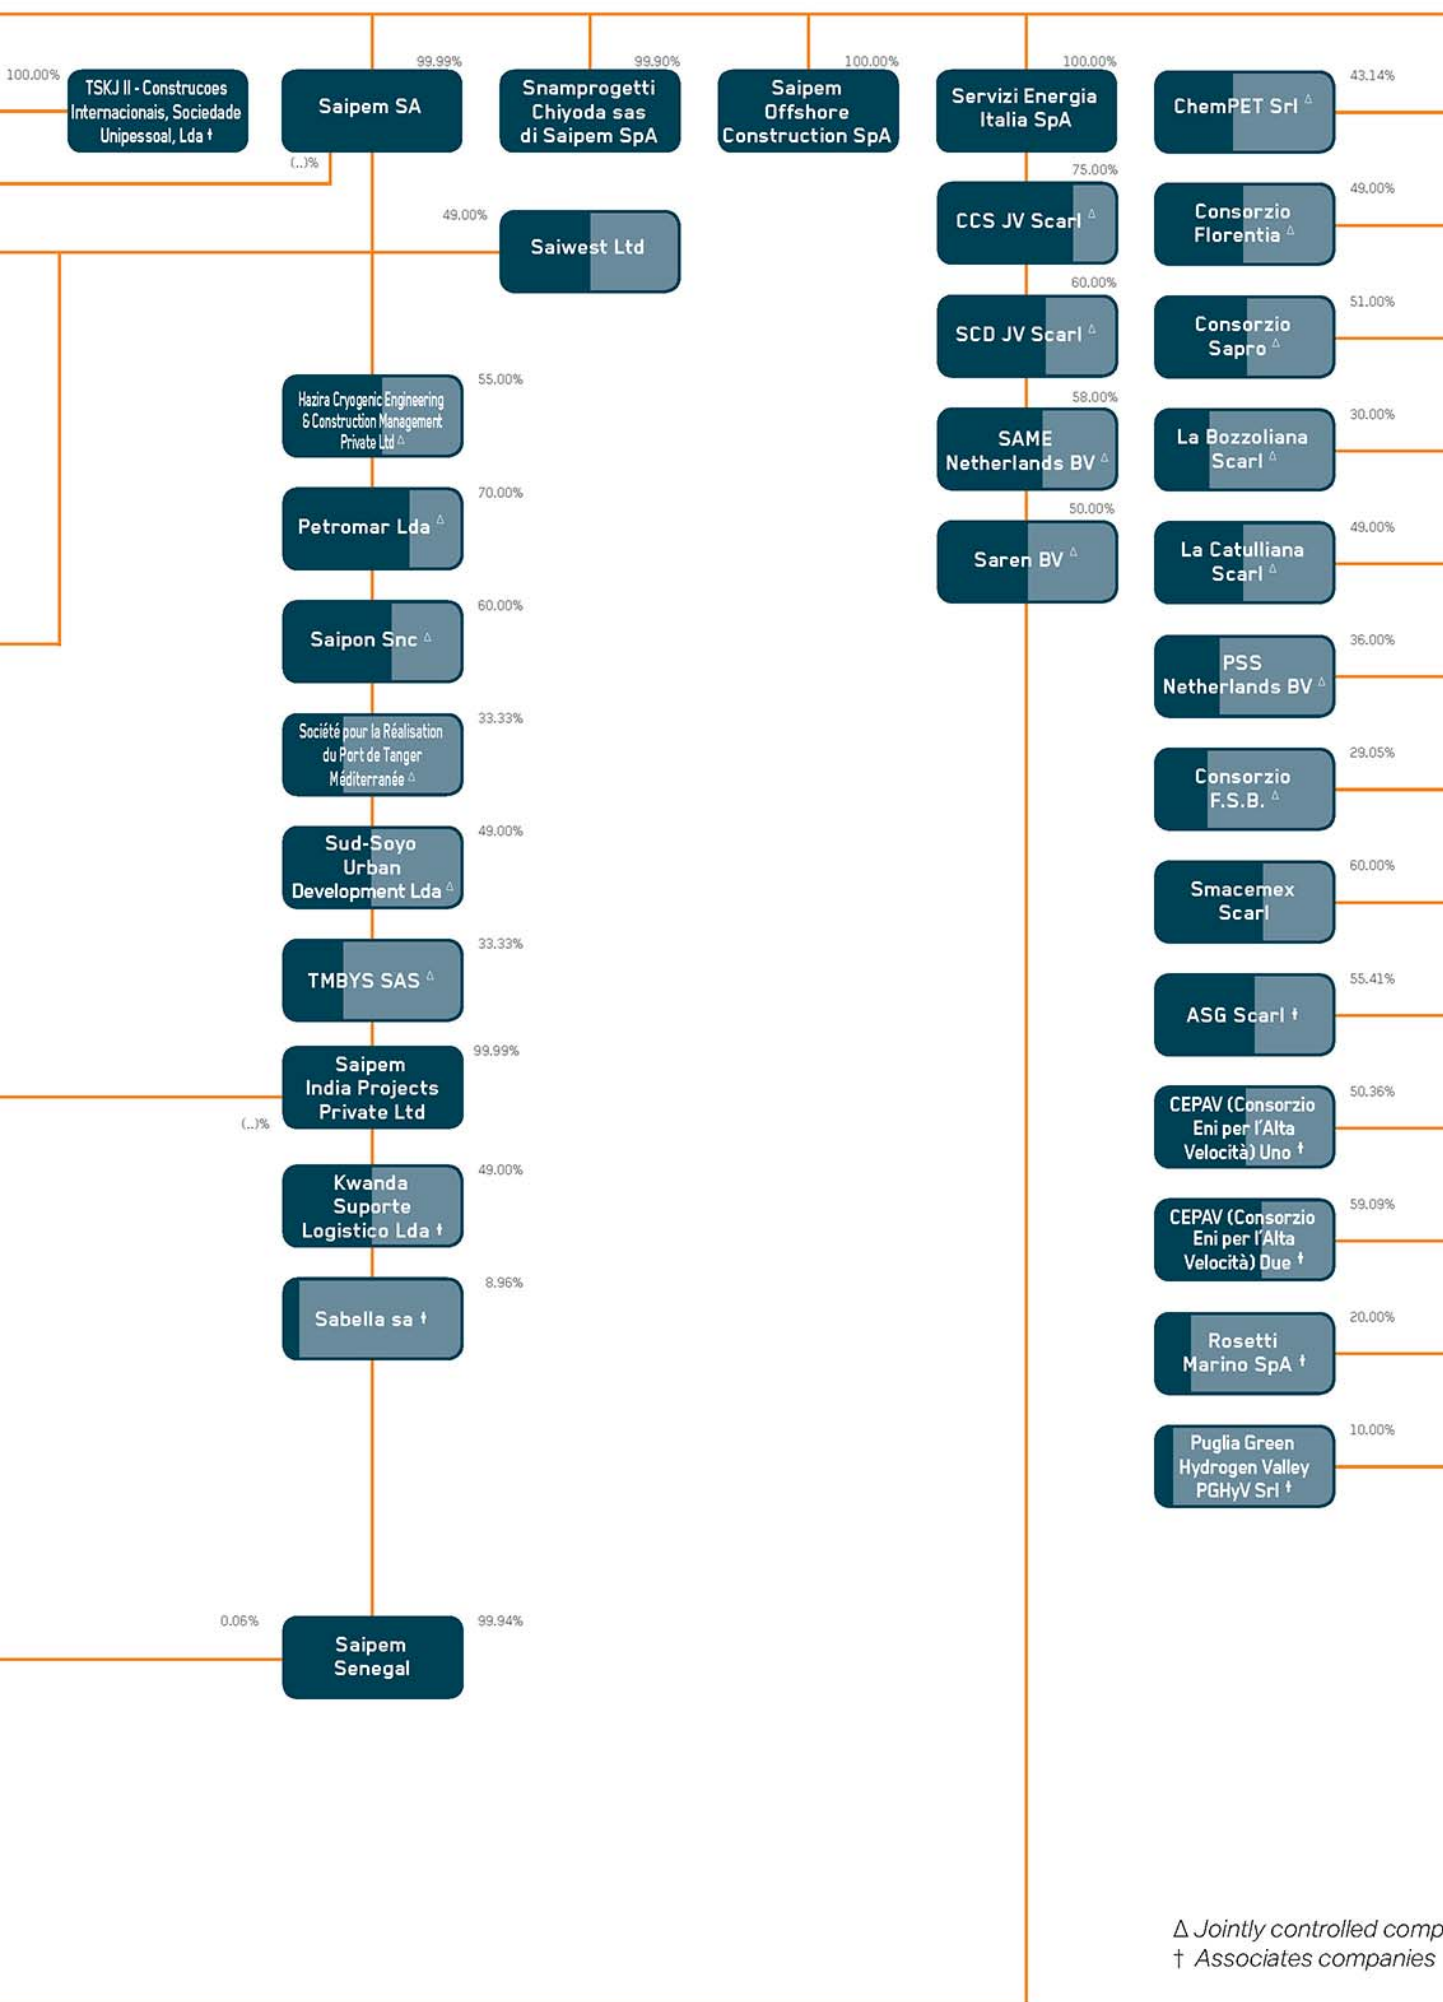 100.00%
TSKJ II - Construcoes
Internacionais, Sociedade
Unipessoal, Lda †
99.99%
Saipem SA
(..)%
99.90%
Snamprogetti
Chiyoda sas
di Saipem SpA
100.00%
Saipem
Offshore
Construction SpA
100.00%
Servizi Energia
Italia SpA
49.00%
Saiwest Ltd
55.00%
Hazira Cryogenic Engineering
& Construction Management
Private Ltd Δ
70.00%
Petromar Lda Δ
60.00%
Saipon Snc Δ
33.33%
Société pour la Réalisation
du Port de Tanger
Méditerranée Δ
49.00%
Sud-Soyo
Urban
Development Lda Δ
33.33%
TMBYS SAS Δ
99.99%
Saipem
India Projects
Private Ltd
(..)%
49.00%
Kwanda
Suporte
Logistico Lda †
8.96%
Sabella sa †
0.06%
99.94%
Saipem
Senegal
75.00%
CCS JV Scarl Δ
60.00%
SCD JV Scarl Δ
58.00%
SAME
Netherlands BV Δ
50.00%
Saren BV Δ
43.14%
ChemPET Srl Δ
49.00%
Consorzio
Florentia Δ
51.00%
Consorzio
Sapro Δ
30.00%
La Bozzoliana
Scarl Δ
49.00%
La Catulliana
Scarl Δ
36.00%
PSS
Netherlands BV Δ
29.05%
Consorzio
F.S.B. Δ
60.00%
Smacemex
Scarl
55.41%
ASG Scarl †
50.36%
CEPAV (Consorzio
Eni per l'Alta
Velocità) Uno †
59.09%
CEPAV (Consorzio
Eni per l'Alta
Velocità) Due †
20.00%
Rosetti
Marino SpA †
10.00%
Puglia Green
Hydrogen Valley
PGHyV Srl †
Δ Jointly controlled comp
† Associates companies